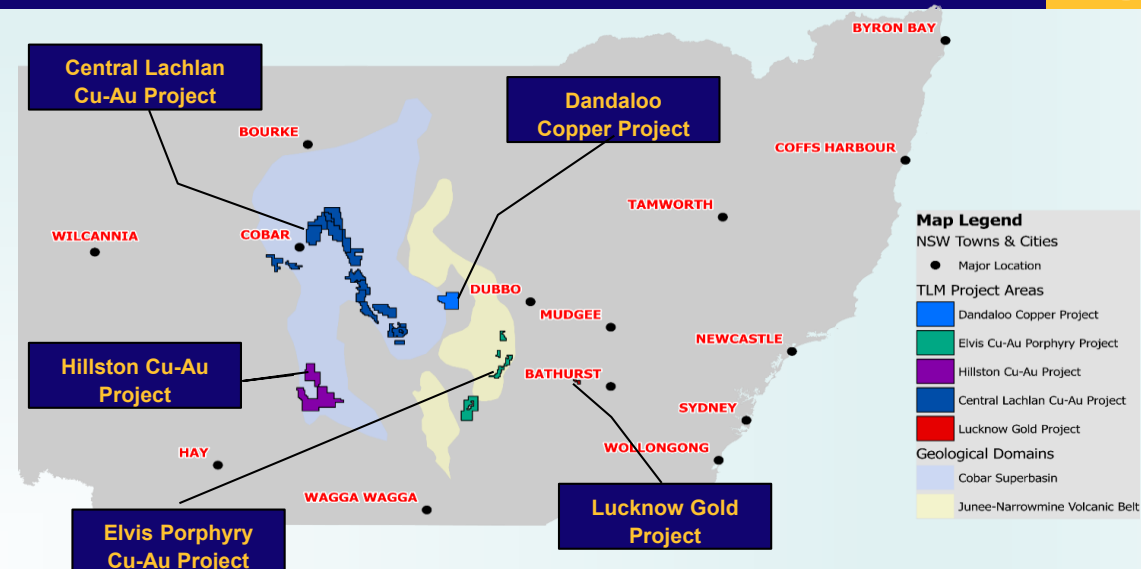 BYRON BAY
Central Lachlan
Cu-Au Project
Dandaloo
Copper Project
BOURKE
COFFS HARBOUR
TAMWORTH
WILCANNIA
COBAR
DUBBO
MUDGEE
NEWCASTLE
Hillston Cu-Au
Project
BATHURST
SYDNEY
WOLLONGONG
HAY
WAGGA WAGGA
Lucknow Gold
Project
Elvis Porphyry
Cu-Au Project
Map Legend
NSW Towns & Cities
Major Location
TLM Project Areas
Dandaloo Copper Project
Elvis Cu-Au Porphyry Project
Hillston Cu-Au Project
Central Lachlan Cu-Au Project
Lucknow Gold Project
Geological Domains
Cobar Superbasin
Junee-Narrowmine Volcanic Belt